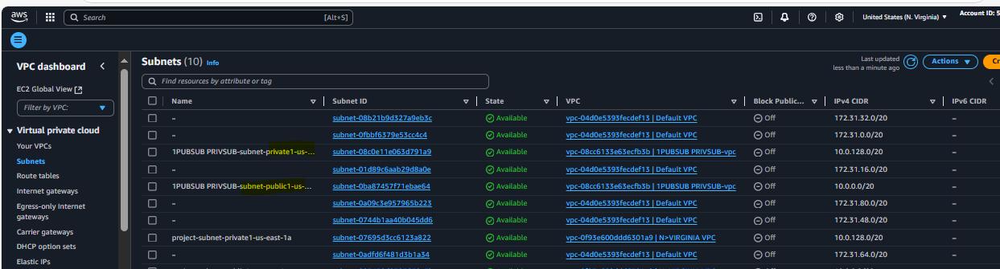 aws Search [Alt+S] United States (N. Virginia) Account ID: 5
VPC dashboard
EC2 Global View
Filter by VPC:
Virtual private cloud
Your VPCs
Subnets
Route tables
Internet gateways
Egress-only Internet
gateways
Carrier gateways
DHCP option sets
Elastic IPs
Subnets (10) Info
Last updated
less than a minute ago
Actions
Cr
Find resources by attribute or tag
Name Subnet ID State VPC Block Public... IPv4 CIDR IPv6 CIDR
– subnet-08b21b9d327a9eb3c Available vpc-04d0e5393fecdef13 | Default VPC Off 172.31.32.0/20 –
– subnet-0fbbf6379e53cc4c4 Available vpc-04d0e5393fecdef13 | Default VPC Off 172.31.0.0/20 –
1PUBSUB PRIVSUB-subnet-private1-us-... subnet-08c0e11e063d791a9 Available vpc-08cc6133e63ecfb3b | 1PUBSUB PRIVSUB-vpc Off 10.0.128.0/20 –
– subnet-01d89c6aab29d8a0e Available vpc-04d0e5393fecdef13 | Default VPC Off 172.31.16.0/20 –
1PUBSUB PRIVSUB-subnet-public1-us-... subnet-0ba87457f71ebae64 Available vpc-08cc6133e63ecfb3b | 1PUBSUB PRIVSUB-vpc Off 10.0.0.0/20 –
– subnet-0a09c3e957965b223 Available vpc-04d0e5393fecdef13 | Default VPC Off 172.31.80.0/20 –
– subnet-0744b1aa40b045dd6 Available vpc-04d0e5393fecdef13 | Default VPC Off 172.31.48.0/20 –
project-subnet-private1-us-east-1a subnet-07695d3cc6123a822 Available vpc-0f93e600ddd6301a9 | N>VIRGINIA VPC Off 10.0.128.0/20 –
– subnet-0adfd6f481d3b1a34 Available vpc-04d0e5393fecdef13 | Default VPC Off 172.31.64.0/20 –